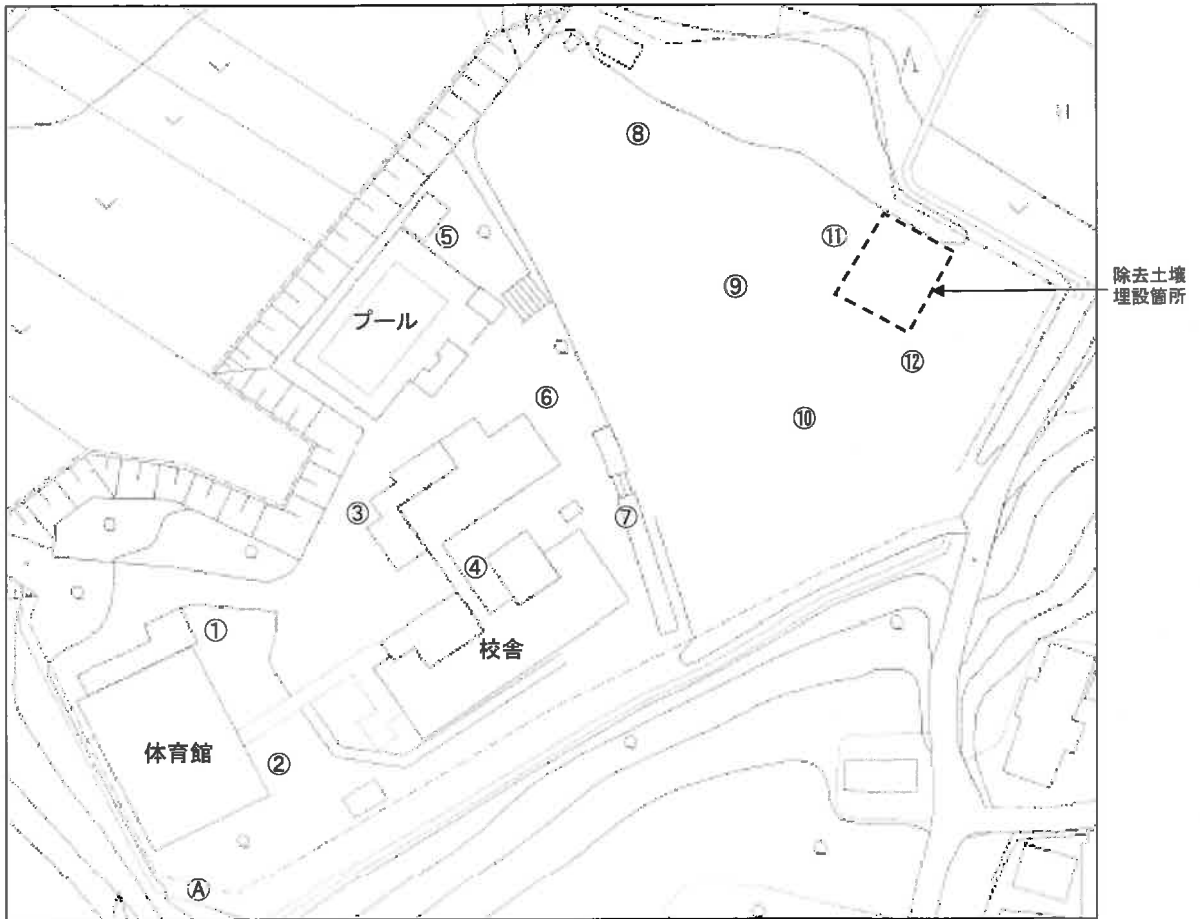 ⑧
⑪
⑤
⑨
除去土壌
埋設箇所
プール
⑫
⑥
⑩
③
⑦
④
①
校舎
体育館
②
Ⓐ